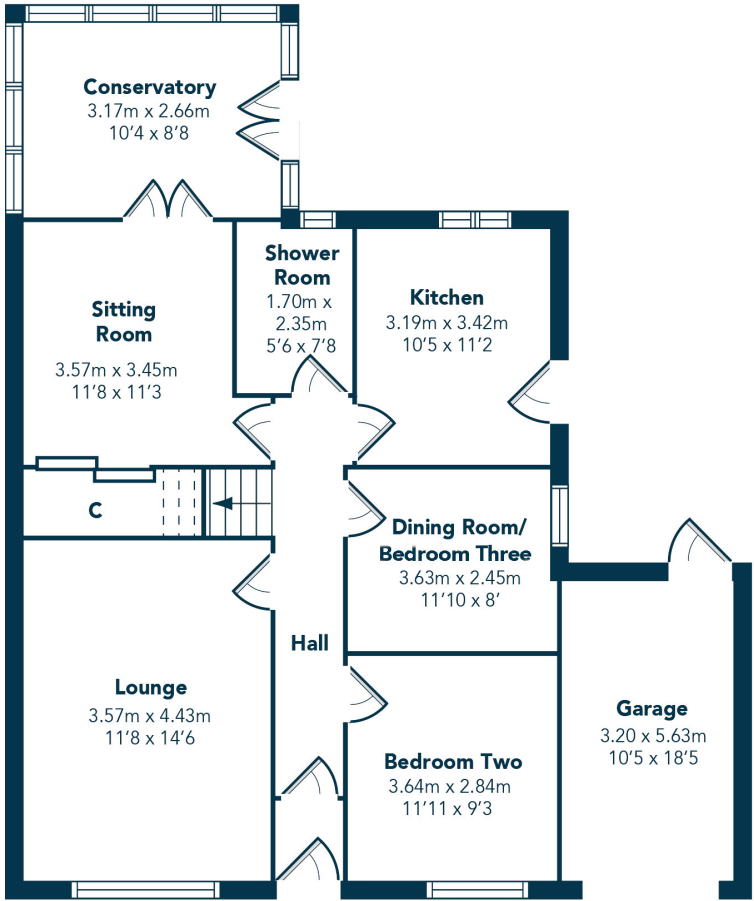 Conservatory
3.17m x 2.66m
10'4 x 8'8
Shower
Room
1.70m x
2.35m
5'6 x 7'8
Kitchen
3.19m x 3.42m
10'5 x 11'2
Sitting
Room
3.57m x 3.45m
11'8 x 11'3
C
Dining Room/
Bedroom Three
3.63m x 2.45m
11'10 x 8'
Hall
Lounge
3.57m x 4.43m
11'8 x 14'6
Bedroom Two
3.64m x 2.84m
11'11 x 9'3
Garage
3.20 x 5.63m
10'5 x 18'5